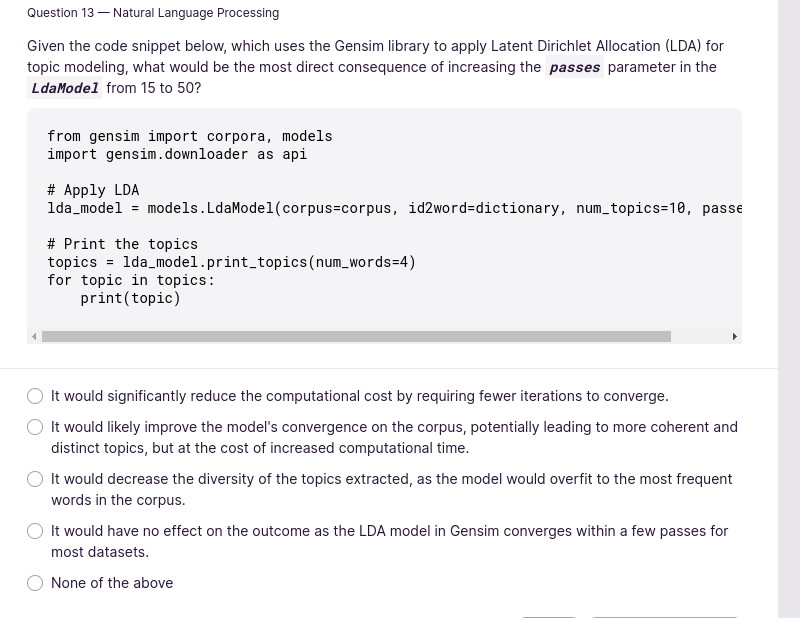 Question 13 — Natural Language Processing
Given the code snippet below, which uses the Gensim library to apply Latent Dirichlet Allocation (LDA) for
topic modeling, what would be the most direct consequence of increasing the passes parameter in the
LdaModel from 15 to 50?
from gensim import corpora, models
import gensim.downloader as api
# Apply LDA
lda_model = models.LdaModel(corpus=corpus, id2word=dictionary, num_topics=10, passe
# Print the topics
topics = lda_model.print_topics(num_words=4)
for topic in topics:
    print(topic)
It would significantly reduce the computational cost by requiring fewer iterations to converge.
It would likely improve the model's convergence on the corpus, potentially leading to more coherent and
distinct topics, but at the cost of increased computational time.
It would decrease the diversity of the topics extracted, as the model would overfit to the most frequent
words in the corpus.
It would have no effect on the outcome as the LDA model in Gensim converges within a few passes for
most datasets.
None of the above